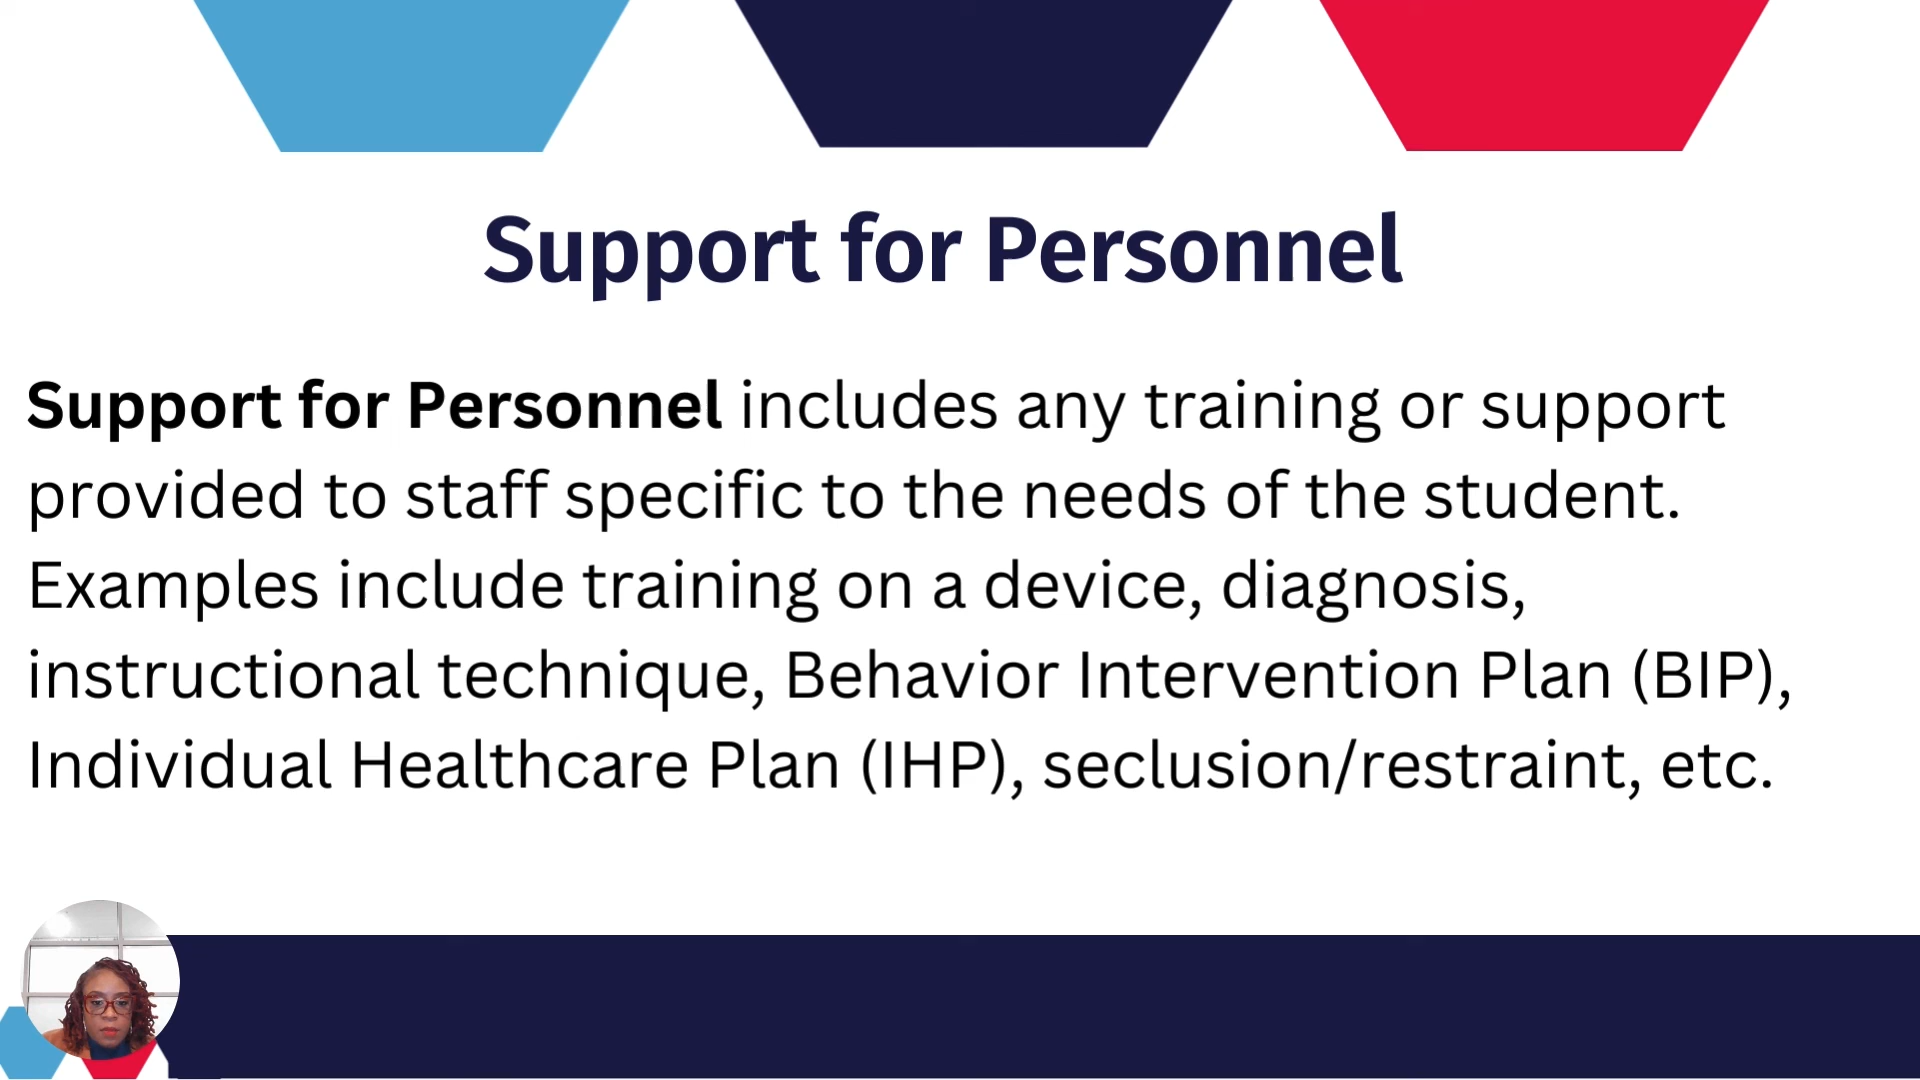 Support for Personnel
Support for Personnel includes any training or support
provided to staff specific to the needs of the student.
Examples include training on a device, diagnosis,
instructional technique, Behavior Intervention Plan (BIP),
Individual Healthcare Plan (IHP), seclusion/restraint, etc.